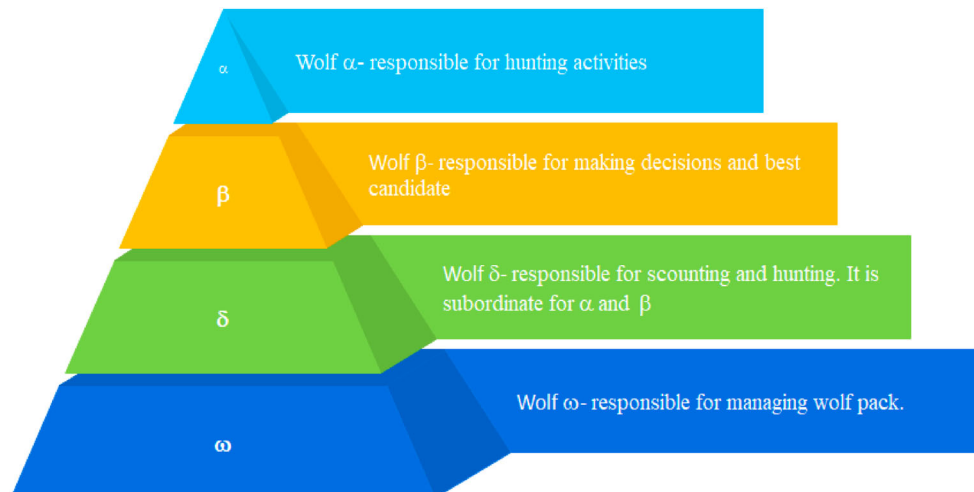 α
Wolf α- responsible for hunting activities
β
Wolf β- responsible for making decisions and best
candidate
δ
Wolf δ- responsible for scounting and hunting. It is
subordinate for α and β
ω
Wolf ω- responsible for managing wolf pack.